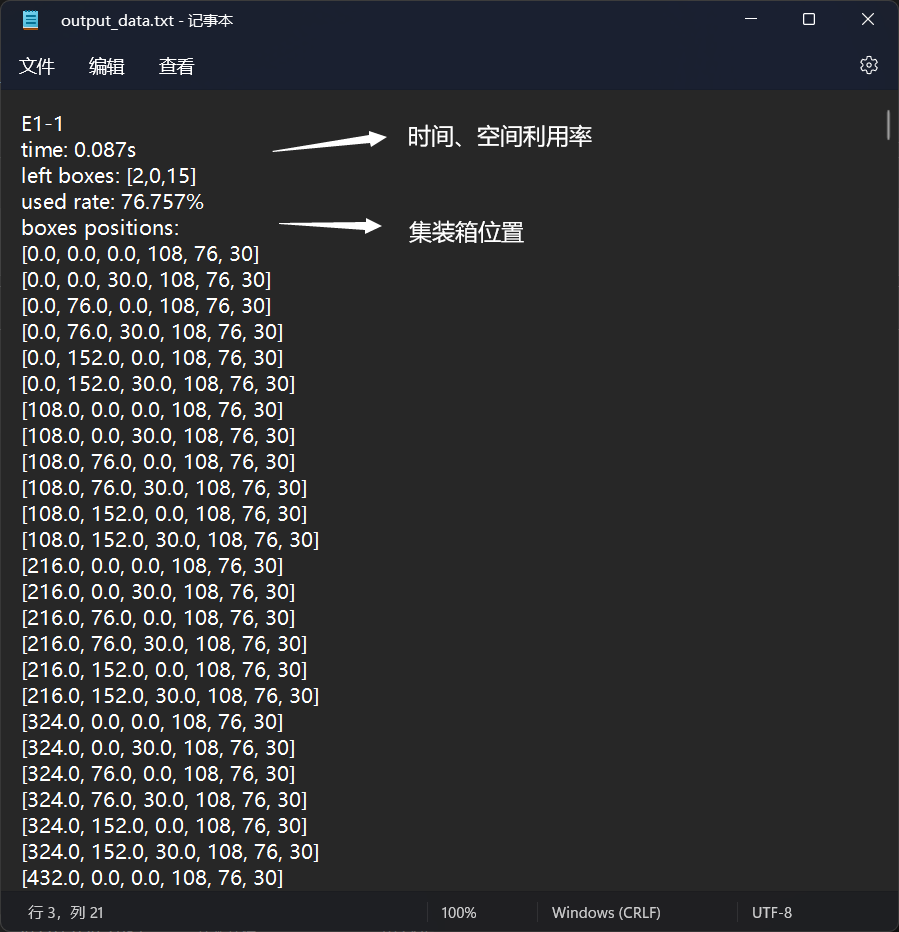 output_data.txt - 记事本
文件 编辑 查看
E1-1
time: 0.087s
时间、空间利用率
left boxes: [2,0,15]
used rate: 76.757%
boxes positions:
集装箱位置
[0.0, 0.0, 0.0, 108, 76, 30]
[0.0, 0.0, 30.0, 108, 76, 30]
[0.0, 76.0, 0.0, 108, 76, 30]
[0.0, 76.0, 30.0, 108, 76, 30]
[0.0, 152.0, 0.0, 108, 76, 30]
[0.0, 152.0, 30.0, 108, 76, 30]
[108.0, 0.0, 0.0, 108, 76, 30]
[108.0, 0.0, 30.0, 108, 76, 30]
[108.0, 76.0, 0.0, 108, 76, 30]
[108.0, 76.0, 30.0, 108, 76, 30]
[108.0, 152.0, 0.0, 108, 76, 30]
[108.0, 152.0, 30.0, 108, 76, 30]
[216.0, 0.0, 0.0, 108, 76, 30]
[216.0, 0.0, 30.0, 108, 76, 30]
[216.0, 76.0, 0.0, 108, 76, 30]
[216.0, 76.0, 30.0, 108, 76, 30]
[216.0, 152.0, 0.0, 108, 76, 30]
[216.0, 152.0, 30.0, 108, 76, 30]
[324.0, 0.0, 0.0, 108, 76, 30]
[324.0, 0.0, 30.0, 108, 76, 30]
[324.0, 76.0, 0.0, 108, 76, 30]
[324.0, 76.0, 30.0, 108, 76, 30]
[324.0, 152.0, 0.0, 108, 76, 30]
[324.0, 152.0, 30.0, 108, 76, 30]
[432.0, 0.0, 0.0, 108, 76, 30]
行 3，列 21 100% Windows (CRLF) UTF-8